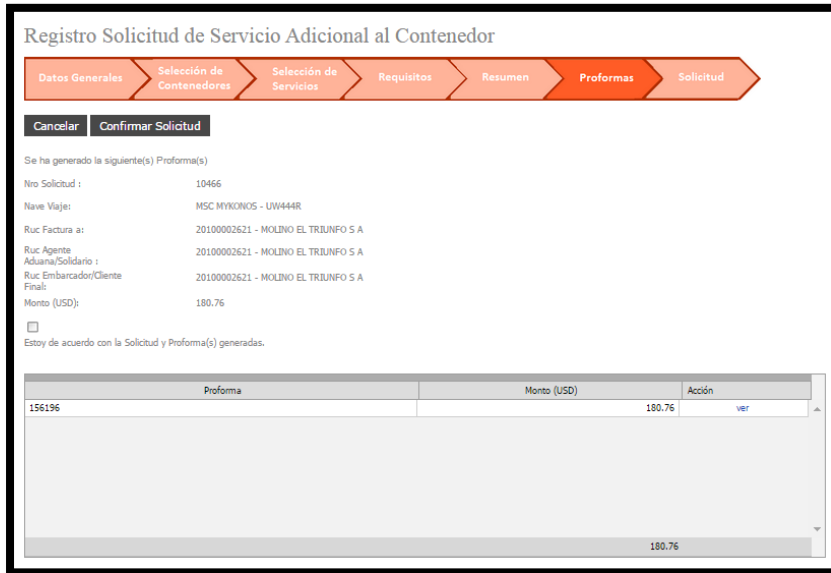 Registro Solicitud de Servicio Adicional al Contenedor
Datos Generales
Selección de
Contenedores
Selección de
Servicios
Requisitos
Resumen
Proformas
Solicitud
Cancelar Confirmar Solicitud
Se ha generado la siguiente(s) Proforma(s)
Nro Solicitud : 10466
Nave Viaje: MSC MYKONOS - UW444R
Ruc Factura a: 20100002621 - MOLINO EL TRIUNFO S A
Ruc Agente
Aduana/Solidario : 20100002621 - MOLINO EL TRIUNFO S A
Ruc Embarcador/Cliente
Final: 20100002621 - MOLINO EL TRIUNFO S A
Monto (USD): 180.76
Estoy de acuerdo con la Solicitud y Proforma(s) generadas.
Proforma Monto (USD) Acción
156196 180.76 ver
180.76